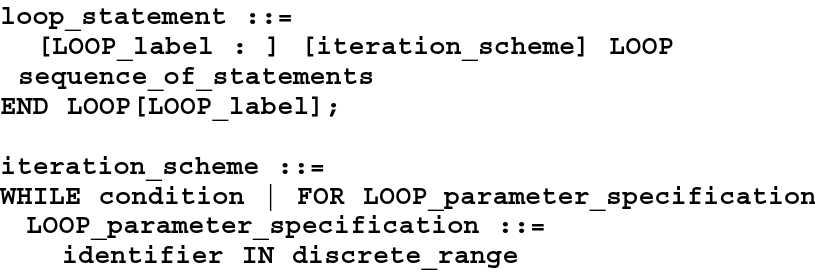 loop_statement ::=
[LOOP_label : ] [iteration_scheme] LOOP
sequence_of_statements
END LOOP[LOOP_label];
iteration_scheme ::=
WHILE condition | FOR LOOP_parameter_specification
LOOP_parameter_specification ::=
identifier IN discrete_range